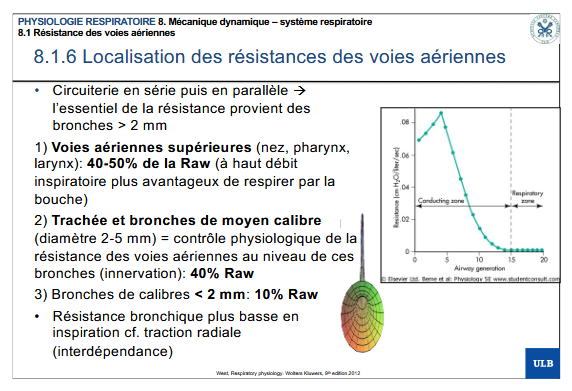 PHYSIOLOGIE RESPIRATOIRE 8. Mécanique dynamique – système respiratoire
8.1 Résistance des voies aériennes
8.1.6 Localisation des résistances des voies aériennes
• Circuiterie en série puis en parallèle →
l'essentiel de la résistance provient des
bronches > 2 mm
1) Voies aériennes supérieures (nez, pharynx,
larynx): 40-50% de la Raw (à haut débit
inspiratoire plus avantageux de respirer par la
bouche)
2) Trachée et bronches de moyen calibre
(diamètre 2-5 mm) = contrôle physiologique de la
résistance des voies aériennes au niveau de ces
bronches (innervation): 40% Raw
3) Bronches de calibres < 2 mm: 10% Raw
• Résistance bronchique plus basse en
inspiration cf. traction radiale
(interdépendance)
Resistance (cm H₂O/liter/sec)
.08
.06
.04
.02
0
Conducting zone
Respiratory
zone
0 5 10 15 20
Airway generation
© Elsevier Ltd. Berne et al: Physiology 5E www.studentconsult.com
West, Respiratory physiology. Wolters Kluwers, 9th edition 2012
ULB